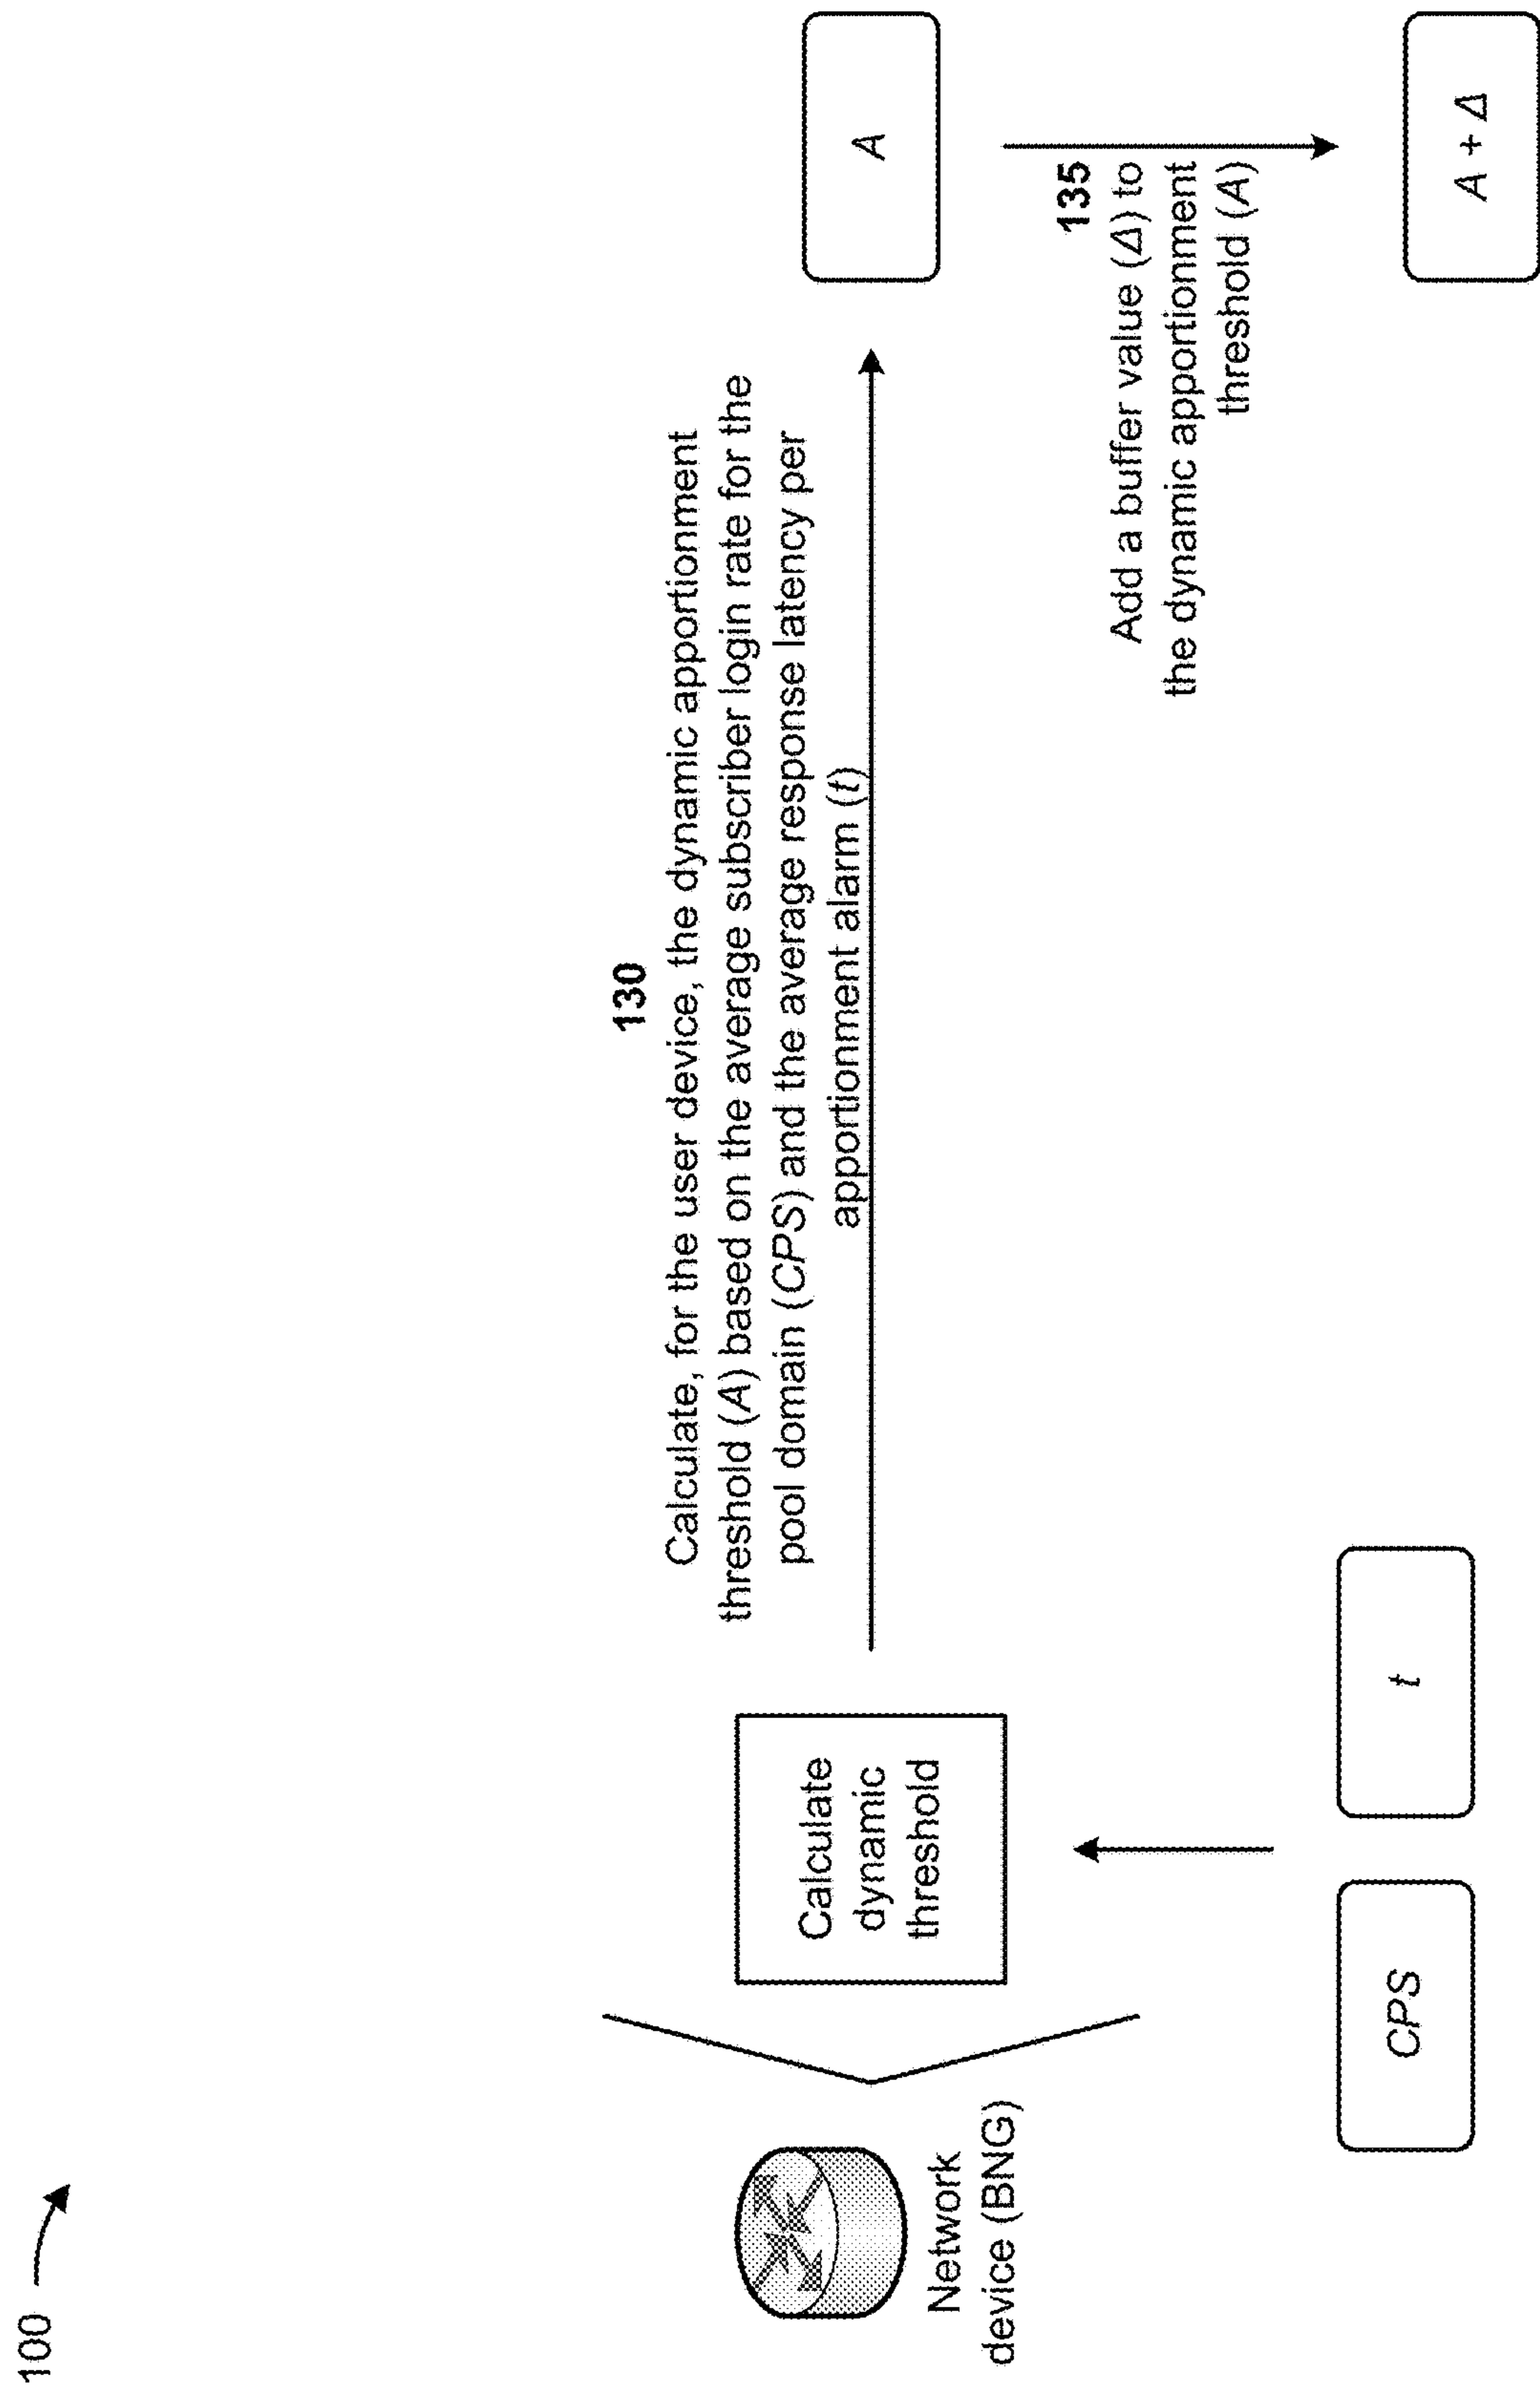 100
130
Calculate, for the user device, the dynamic apportionment
threshold (A) based on the average subscriber login rate for the
pool domain (CPS) and the average response latency per
apportionment alarm (t)
Network
device (BNG)
Calculate
dynamic
threshold
A
135
Add a buffer value (Δ) to
the dynamic apportionment
threshold (A)
CPS
t
A + Δ